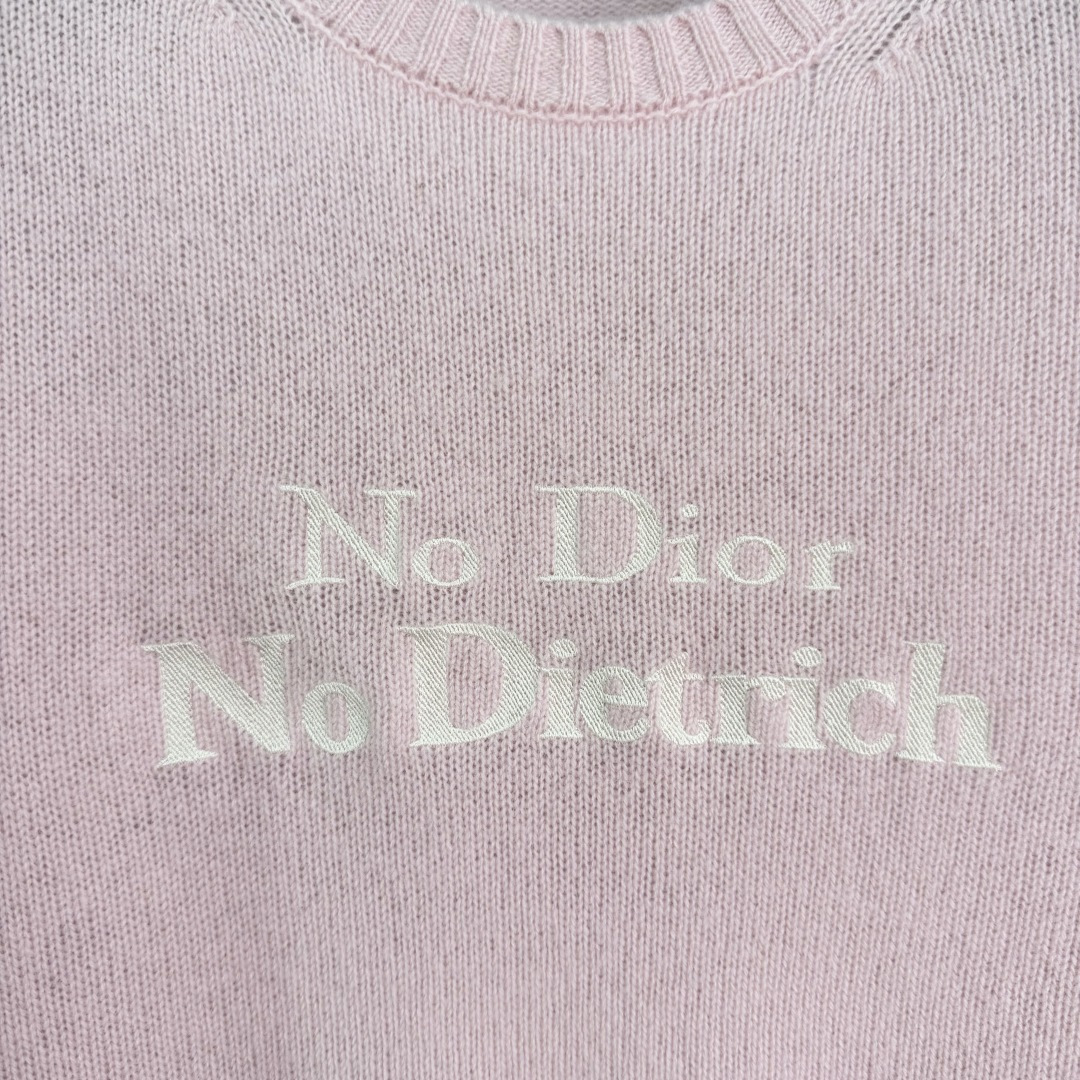 No Dior
No Dietrich